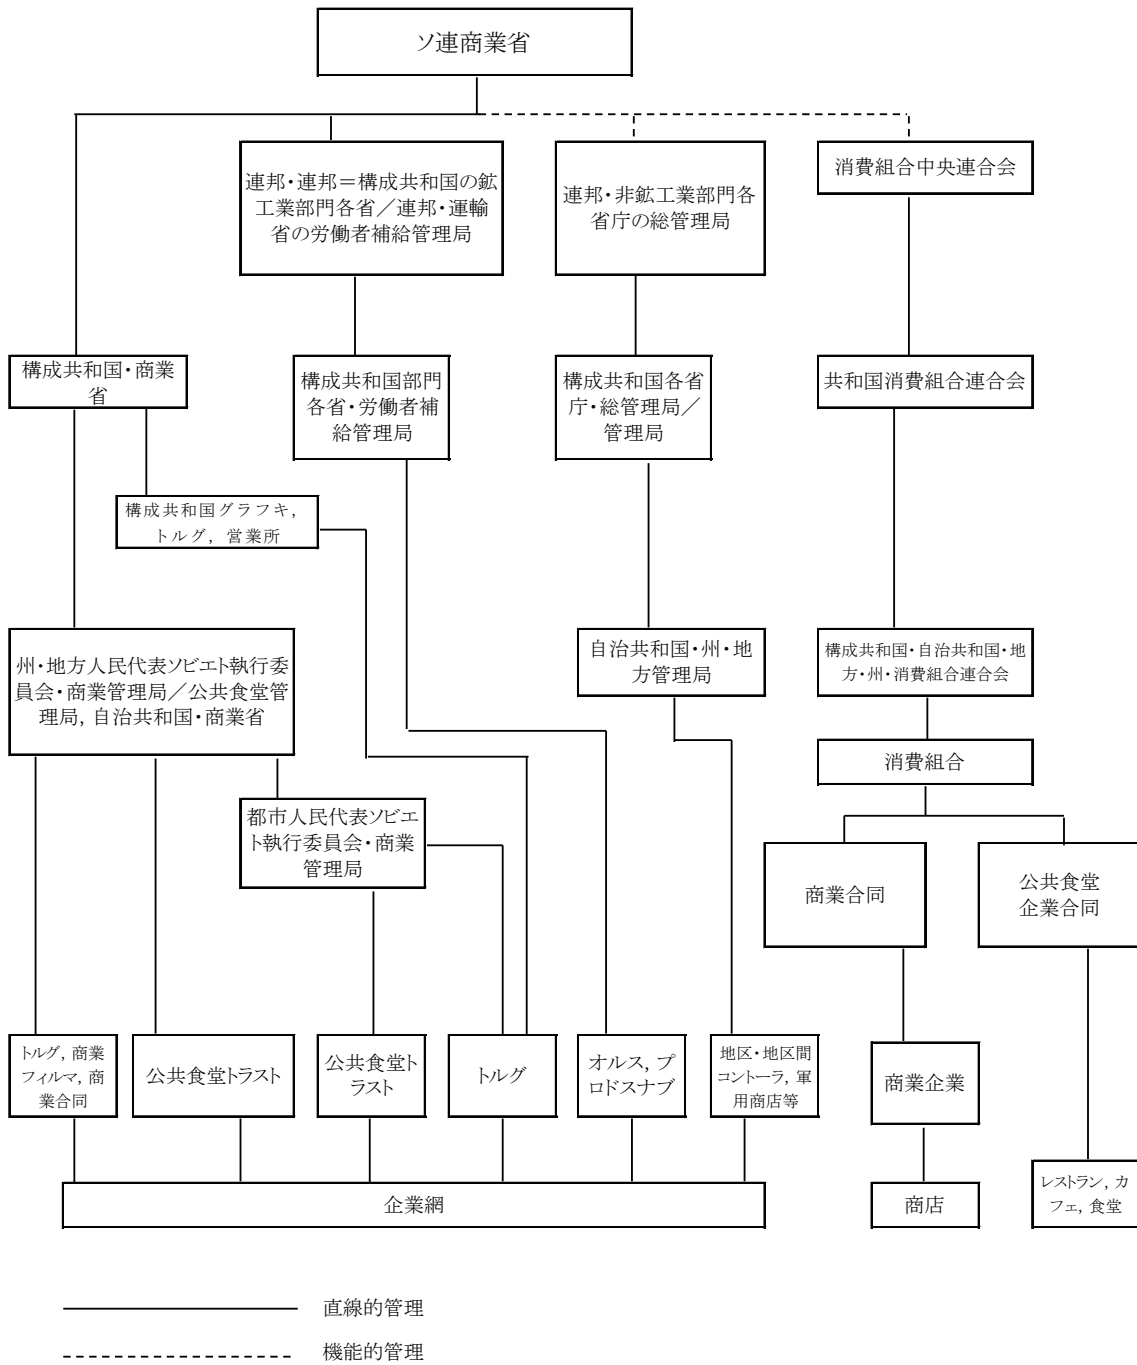 ソ連商業省
連邦・連邦＝構成共和国の鉱
工業部門各省／連邦・運輸
省の労働者補給管理局
連邦・非鉱工業部門各
省庁の総管理局
消費組合中央連合会
構成共和国・商業
省
構成共和国部門
各省・労働者補
給管理局
構成共和国各省
庁・総管理局／
管理局
共和国消費組合連合会
構成共和国グラフキ，
トルグ，営業所
州・地方人民代表ソビエト執行委
員会・商業管理局／公共食堂管
理局，自治共和国・商業省
自治共和国・州・地
方管理局
構成共和国・自治共和国・地
方・州・消費組合連合会
消費組合
都市人民代表ソビエ
ト執行委員会・商業
管理局
商業合同
公共食堂
企業合同
トルグ，商業
フィルマ，商
業合同
公共食堂トラスト
公共食堂ト
ラスト
トルグ
オルス，プ
ロドスナブ
地区・地区間
コントーラ，軍
用商店等
商業企業
企業網
商店
レストラン，カ
フェ，食堂
直線的管理
機能的管理